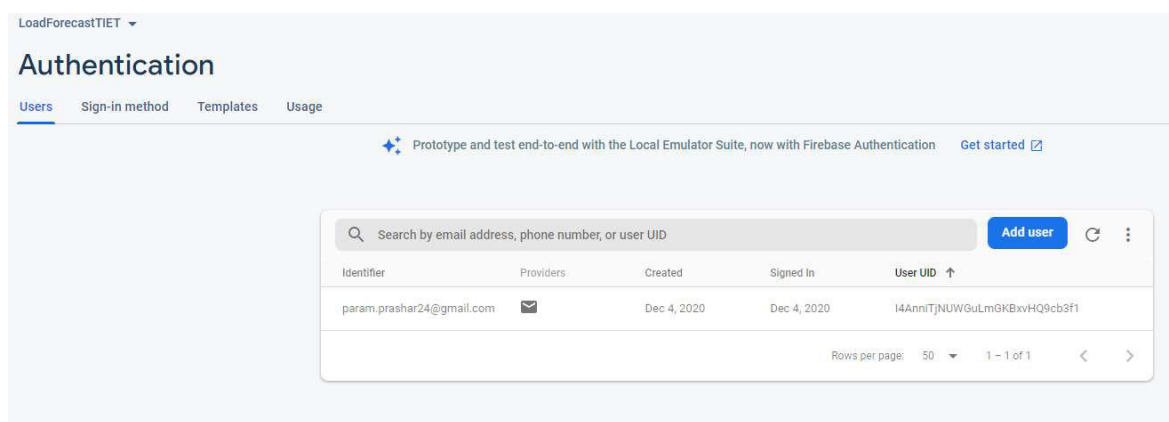 LoadForecastTIET
Authentication
Users Sign-in method Templates Usage
Prototype and test end-to-end with the Local Emulator Suite, now with Firebase Authentication Get started
Search by email address, phone number, or user UID Add user
Identifier Providers Created Signed In User UID
param.prashar24@gmail.com Dec 4, 2020 Dec 4, 2020 I4AnniTjNUWGuLmGKBxvHQ9cb3f1
Rows per page: 50 1 – 1 of 1